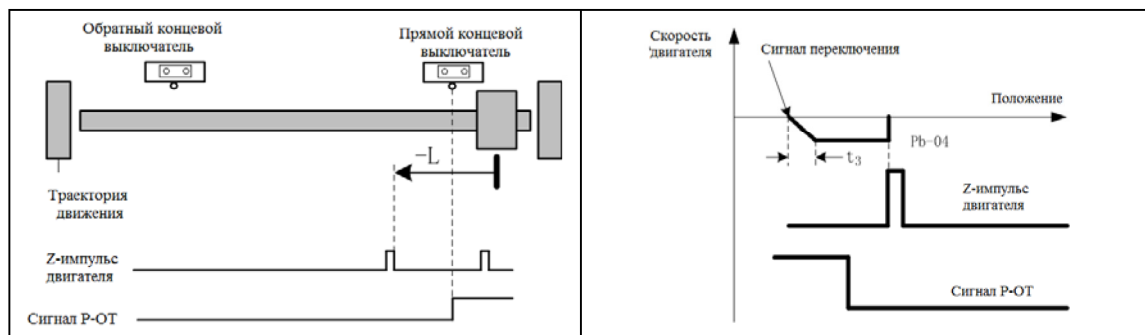 Обратный концевой
выключатель
Прямой концевой
выключатель
-L
Траектория
движения
Z-импульс
двигателя
Сигнал P-OT
Скорость
двигателя
Сигнал переключения
Положение
Pb-04
t3
Z-импульс
двигателя
Сигнал P-OT